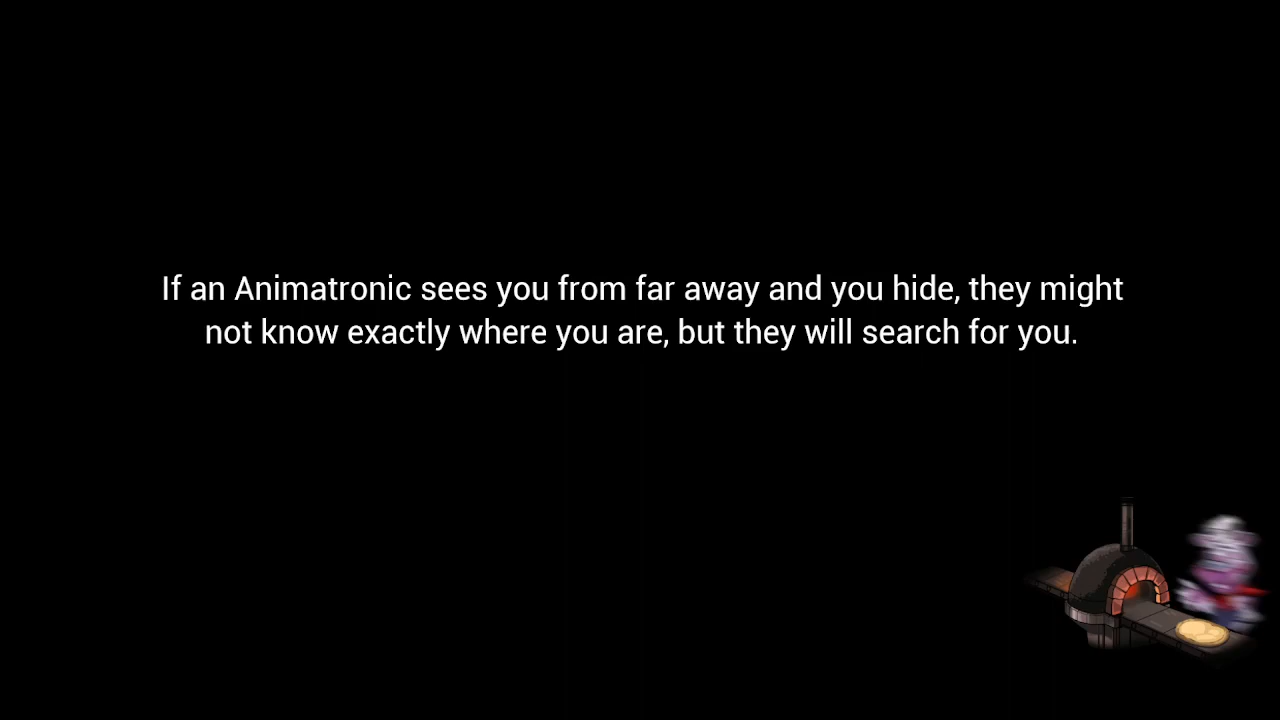 If an Animatronic sees you from far away and you hide, they might
not know exactly where you are, but they will search for you.